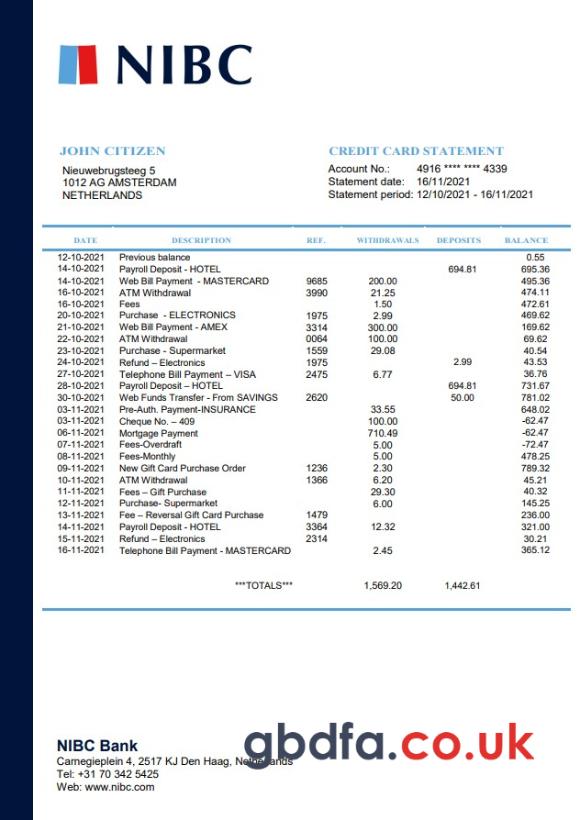 NIBC
JOHN CITIZEN
Nieuwebrugsteeg 5
1012 AG AMSTERDAM
NETHERLANDS
CREDIT CARD STATEMENT
Account No.: 4916 **** **** 4339
Statement date: 16/11/2021
Statement period: 12/10/2021 - 16/11/2021
DATE DESCRIPTION REF. WITHDRAWALS DEPOSITS BALANCE
12-10-2021 Previous balance 0.55
14-10-2021 Payroll Deposit - HOTEL 694.81 695.36
14-10-2021 Web Bill Payment - MASTERCARD 9685 200.00 495.36
16-10-2021 ATM Withdrawal 3990 21.25 474.11
16-10-2021 Fees 1.50 472.61
20-10-2021 Purchase - ELECTRONICS 1975 2.99 469.62
21-10-2021 Web Bill Payment - AMEX 3314 300.00 169.62
22-10-2021 ATM Withdrawal 0064 100.00 69.62
23-10-2021 Purchase - Supermarket 1559 29.08 40.54
24-10-2021 Refund – Electronics 1975 2.99 43.53
27-10-2021 Telephone Bill Payment – VISA 2475 6.77 36.76
28-10-2021 Payroll Deposit – HOTEL 694.81 731.67
30-10-2021 Web Funds Transfer - From SAVINGS 2620 50.00 781.02
03-11-2021 Pre-Auth. Payment-INSURANCE 33.55 648.02
03-11-2021 Cheque No. – 409 100.00 -62.47
06-11-2021 Mortgage Payment 710.49 -62.47
07-11-2021 Fees-Overdraft 5.00 -72.47
08-11-2021 Fees-Monthly 5.00 478.25
09-11-2021 New Gift Card Purchase Order 1236 2.30 789.32
10-11-2021 ATM Withdrawal 1366 6.20 45.21
11-11-2021 Fees – Gift Purchase 29.30 40.32
12-11-2021 Purchase- Supermarket 6.00 145.25
13-11-2021 Fee – Reversal Gift Card Purchase 1479 236.00
14-11-2021 Payroll Deposit - HOTEL 3364 12.32 321.00
15-11-2021 Refund – Electronics 2314 30.21
16-11-2021 Telephone Bill Payment - MASTERCARD 2.45 365.12
***TOTALS*** 1,569.20 1,442.61
NIBC Bank
Carnegieplein 4, 2517 KJ Den Haag, Netherlands
Tel: +31 70 342 5425
Web: www.nibc.com
gbdfa.co.uk